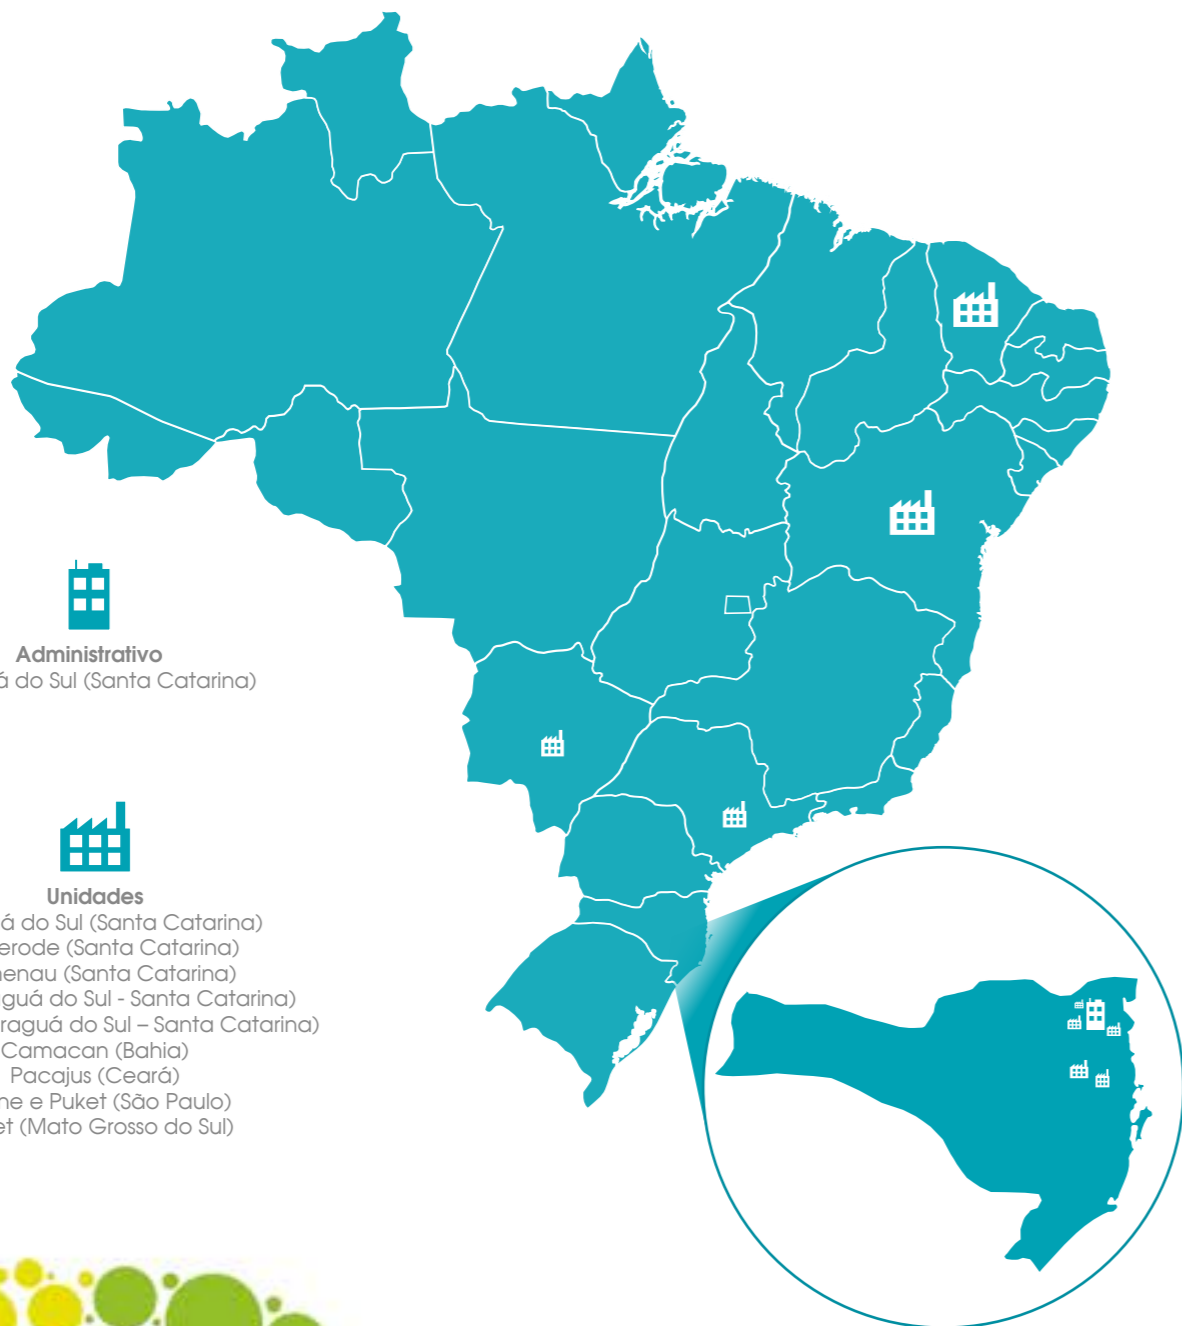 Administrativo
á do Sul (Santa Catarina)
Unidades
á do Sul (Santa Catarina)
erode (Santa Catarina)
enau (Santa Catarina)
guá do Sul - Santa Catarina)
raguá do Sul – Santa Catarina)
Camacan (Bahia)
Pacajus (Ceará)
ne e Puket (São Paulo)
et (Mato Grosso do Sul)